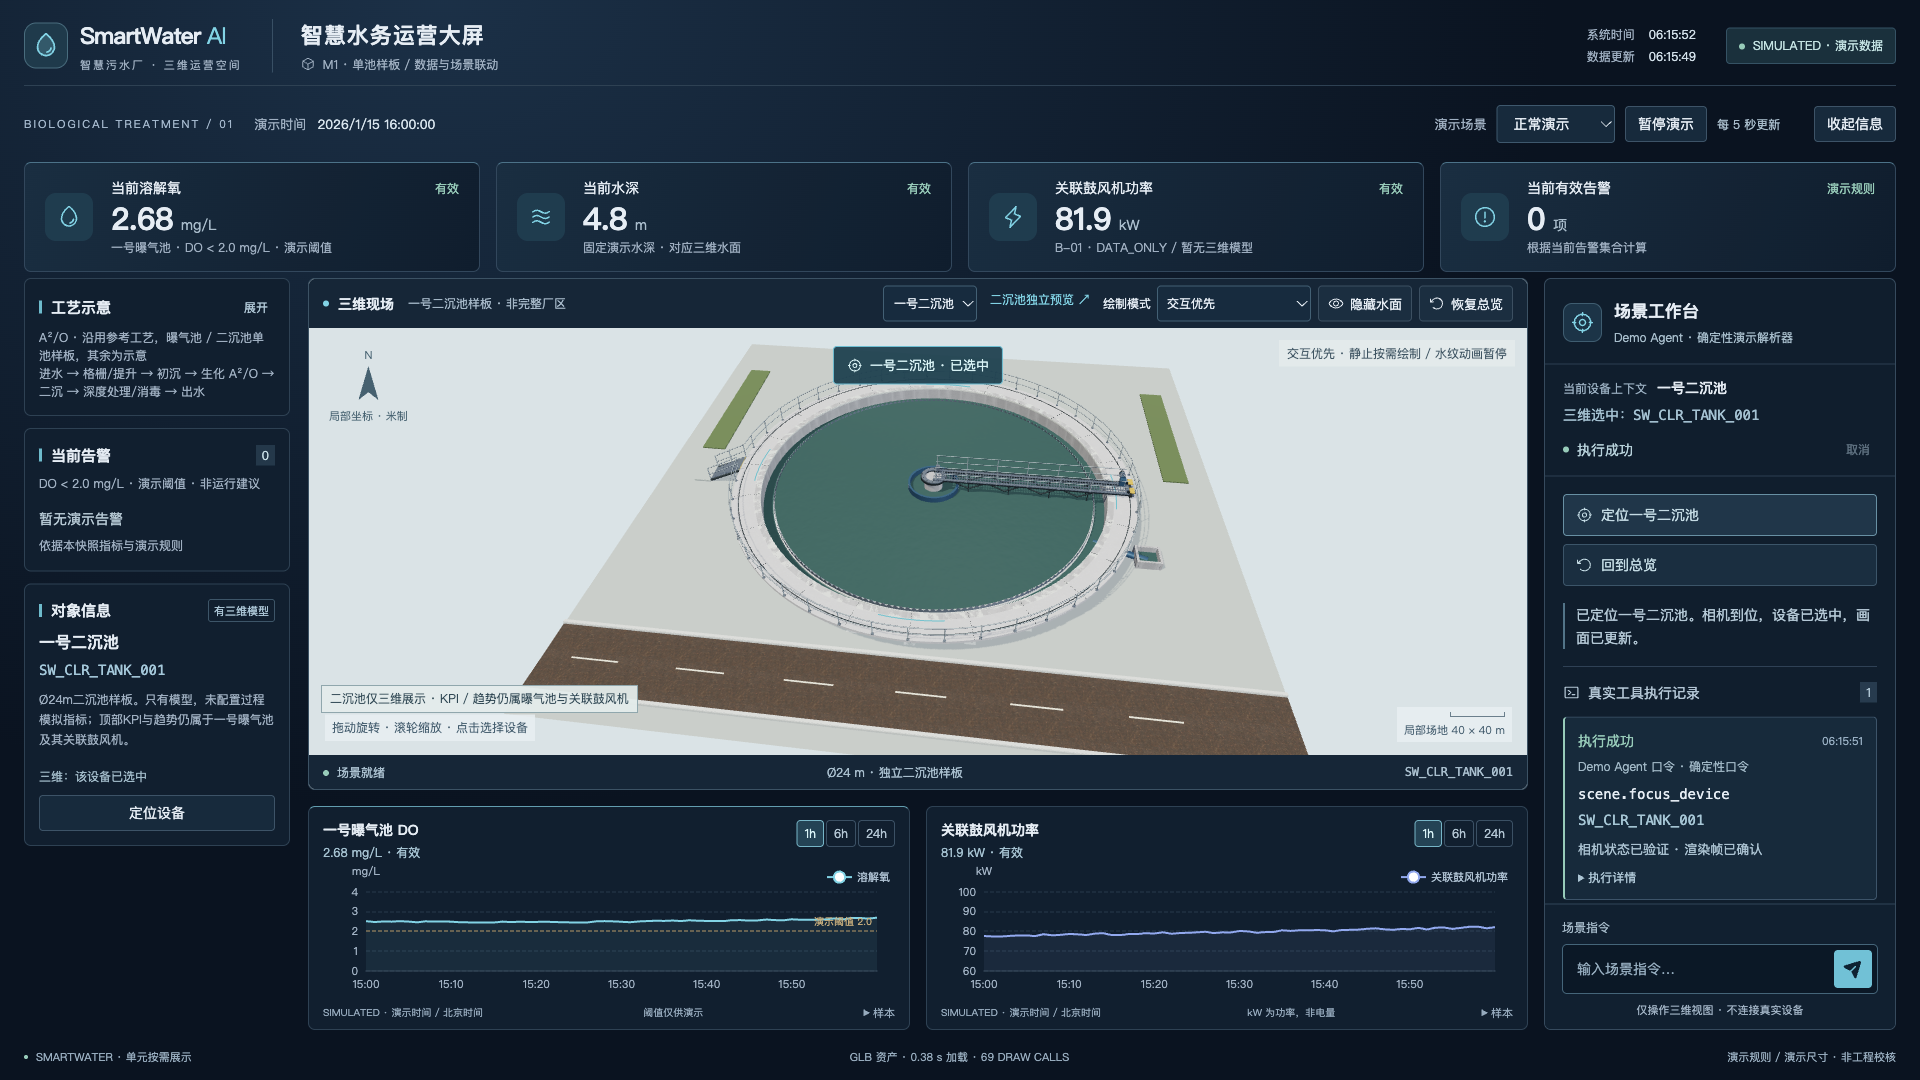 SmartWater AI
智慧污水厂 · 三维运营空间
智慧水务运营大屏
M1 · 单池样板 / 数据与场景联动
系统时间 06:15:52
数据更新 06:15:49
SIMULATED · 演示数据
BIOLOGICAL TREATMENT / 01
演示时间 2026/1/15 16:00:00
演示场景 正常演示
暂停演示
每 5 秒更新
收起信息
当前溶解氧 有效
2.68 mg/L
一号曝气池 · DO < 2.0 mg/L · 演示阈值
当前水深 有效
4.8 m
固定演示水深 · 对应三维水面
关联鼓风机功率 有效
81.9 kW
B-01 · DATA_ONLY / 暂无三维模型
当前有效告警 演示规则
0 项
根据当前告警集合计算
工艺示意 展开
A²/O · 沿用参考工艺，曝气池 / 二沉池单
池样板，其余为示意
进水 → 格栅/提升 → 初沉 → 生化 A²/O →
二沉 → 深度处理/消毒 → 出水
当前告警 0
DO < 2.0 mg/L · 演示阈值 · 非运行建议
暂无演示告警
依据本快照指标与演示规则
对象信息 有三维模型
一号二沉池
SW_CLR_TANK_001
Ø24m二沉池样板。只有模型，未配置过程
模拟指标；顶部KPI与趋势仍属于一号曝气池
及其关联鼓风机。
三维：该设备已选中
定位设备
三维现场 一号二沉池样板 · 非完整厂区
一号二沉池
二沉池独立预览 ↗
绘制模式 交互优先
隐藏水面
恢复总览
N
局部坐标 · 米制
一号二沉池 · 已选中
交互优先 · 静止按需绘制 / 水纹动画暂停
二沉池仅三维展示 · KPI / 趋势仍属曝气池与关联鼓风机
拖动旋转 · 滚轮缩放 · 点击选择设备
局部场地 40 × 40 m
场景就绪
Ø24 m · 独立二沉池样板
SW_CLR_TANK_001
一号曝气池 DO
1h 6h 24h
2.68 mg/L · 有效
mg/L
溶解氧
4
3
演示阈值 2.0
2
1
0
15:00 15:10 15:20 15:30 15:40 15:50
SIMULATED · 演示时间 / 北京时间
阈值仅供演示
样本
关联鼓风机功率
1h 6h 24h
81.9 kW · 有效
kW
关联鼓风机功率
100
90
80
70
60
15:00 15:10 15:20 15:30 15:40 15:50
SIMULATED · 演示时间 / 北京时间
kW 为功率，非电量
样本
场景工作台
Demo Agent · 确定性演示解析器
当前设备上下文 一号二沉池
三维选中：SW_CLR_TANK_001
执行成功 取消
定位一号二沉池
回到总览
已定位一号二沉池。相机到位，设备已选中，画
面已更新。
真实工具执行记录 1
执行成功 06:15:51
Demo Agent 口令 · 确定性口令
scene.focus_device
SW_CLR_TANK_001
相机状态已验证 · 渲染帧已确认
执行详情
场景指令
输入场景指令...
仅操作三维视图 · 不连接真实设备
SMARTWATER · 单元按需展示
GLB 资产 · 0.38 s 加载 · 69 DRAW CALLS
演示规则 / 演示尺寸 · 非工程校核